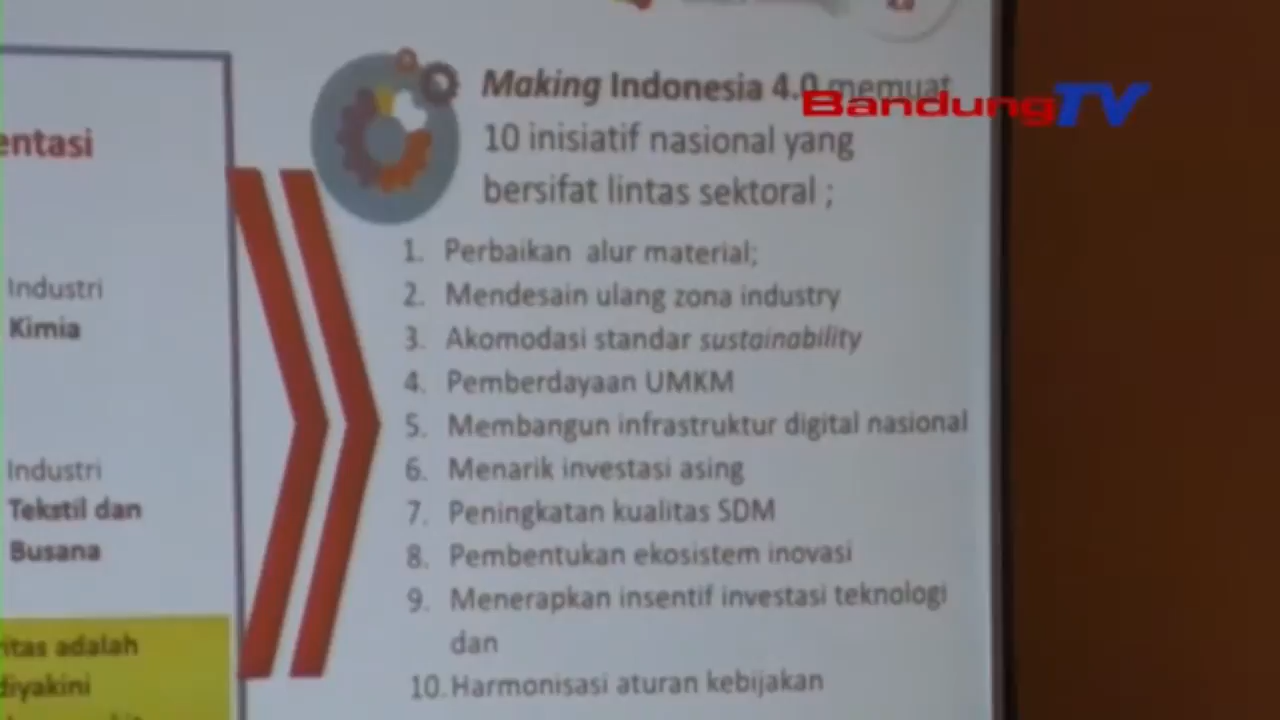 entasi
Industri
Kimia
Industri
Tekstil dan
Busana
itas adalah
diyakini
Making Indonesia 4.0 memuat
10 inisiatif nasional yang
bersifat lintas sektoral ;
1. Perbaikan alur material;
2. Mendesain ulang zona industry
3. Akomodasi standar sustainability
4. Pemberdayaan UMKM
5. Membangun infrastruktur digital nasional
6. Menarik investasi asing
7. Peningkatan kualitas SDM
8. Pembentukan ekosistem inovasi
9. Menerapkan insentif investasi teknologi
dan
10. Harmonisasi aturan kebijakan
BandungTV